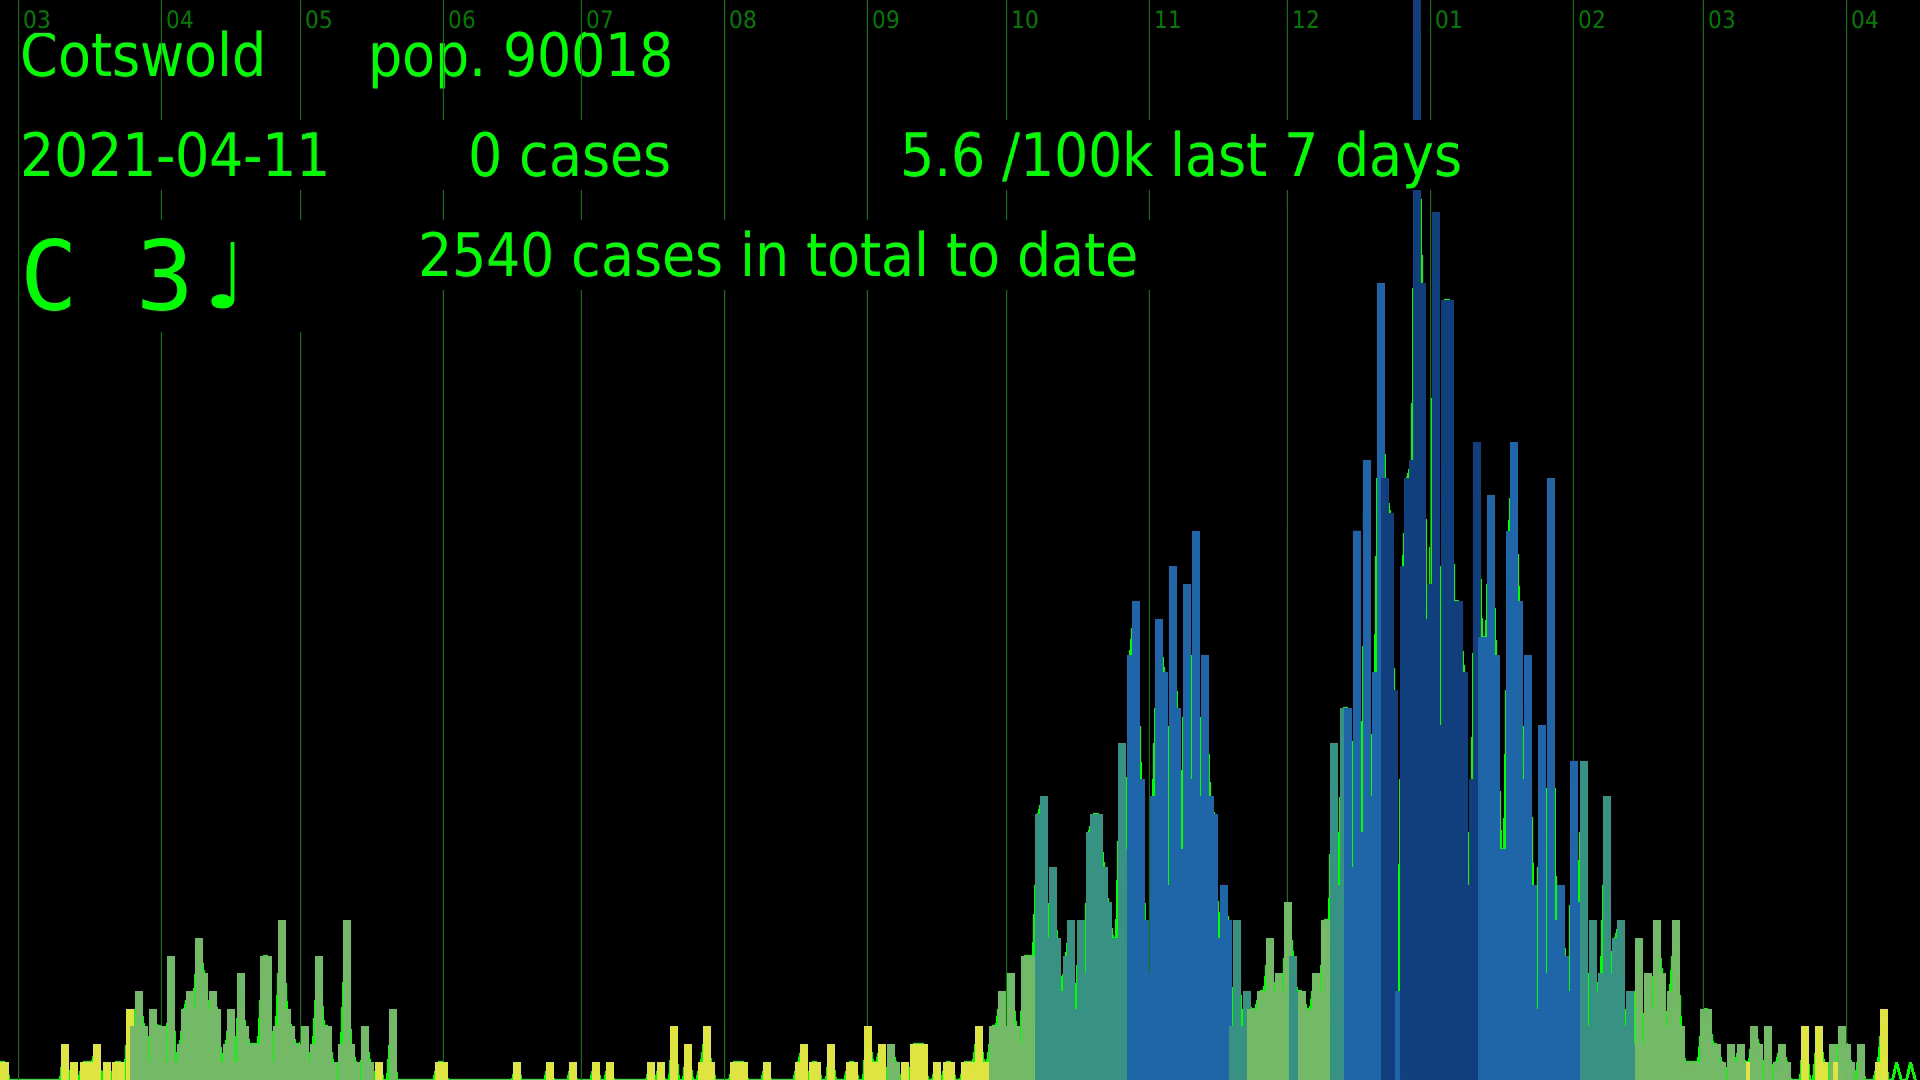 03 04 05 06 07 08 09 10 11 12 01 02 03 04
Cotswold pop. 90018
2021-04-11 0 cases 5.6 /100k last 7 days
C 3♩ 2540 cases in total to date